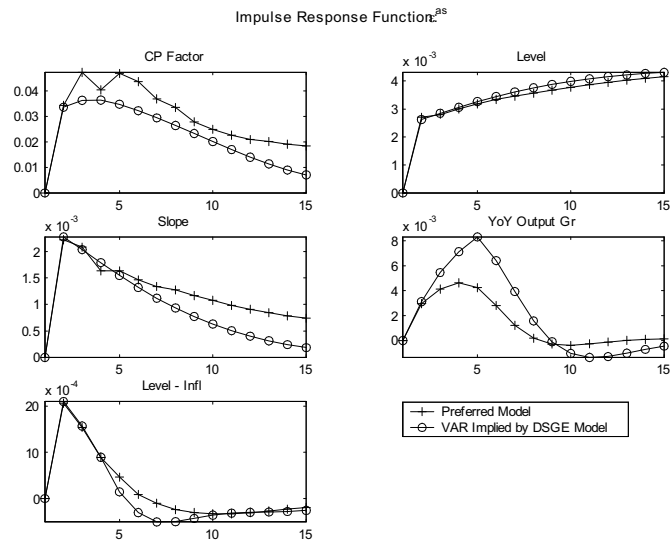 Impulse Response Function: εas
CP Factor
0.04
0.03
0.02
0.01
0
5 10 15
Level
x 10-3
4
3
2
1
0
5 10 15
Slope
x 10-3
2
1.5
1
0.5
0
5 10 15
YoY Output Gr
x 10-3
8
6
4
2
0
5 10 15
Level - Infl
x 10-4
20
10
0
5 10 15
Preferred Model
VAR Implied by DSGE Model